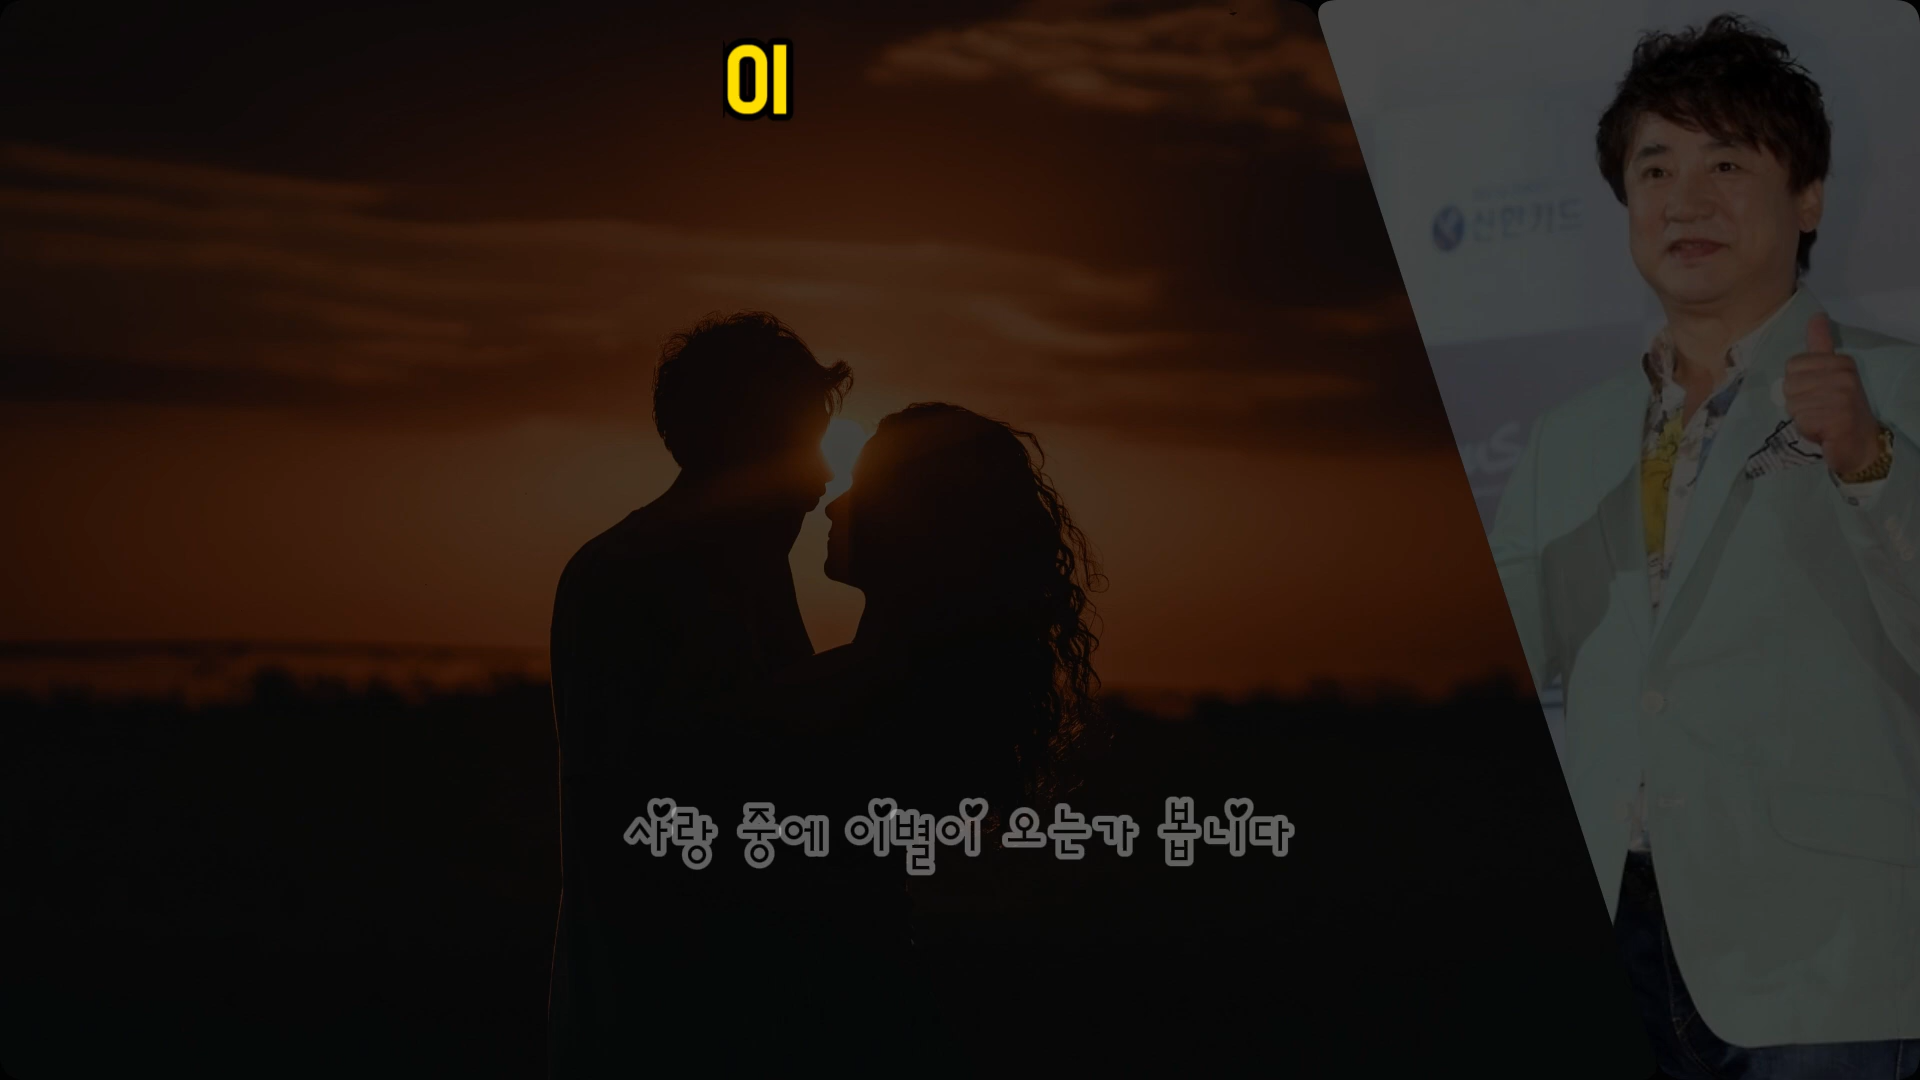 이
신한카드
사랑 중에 이별이 오는가 봅니다